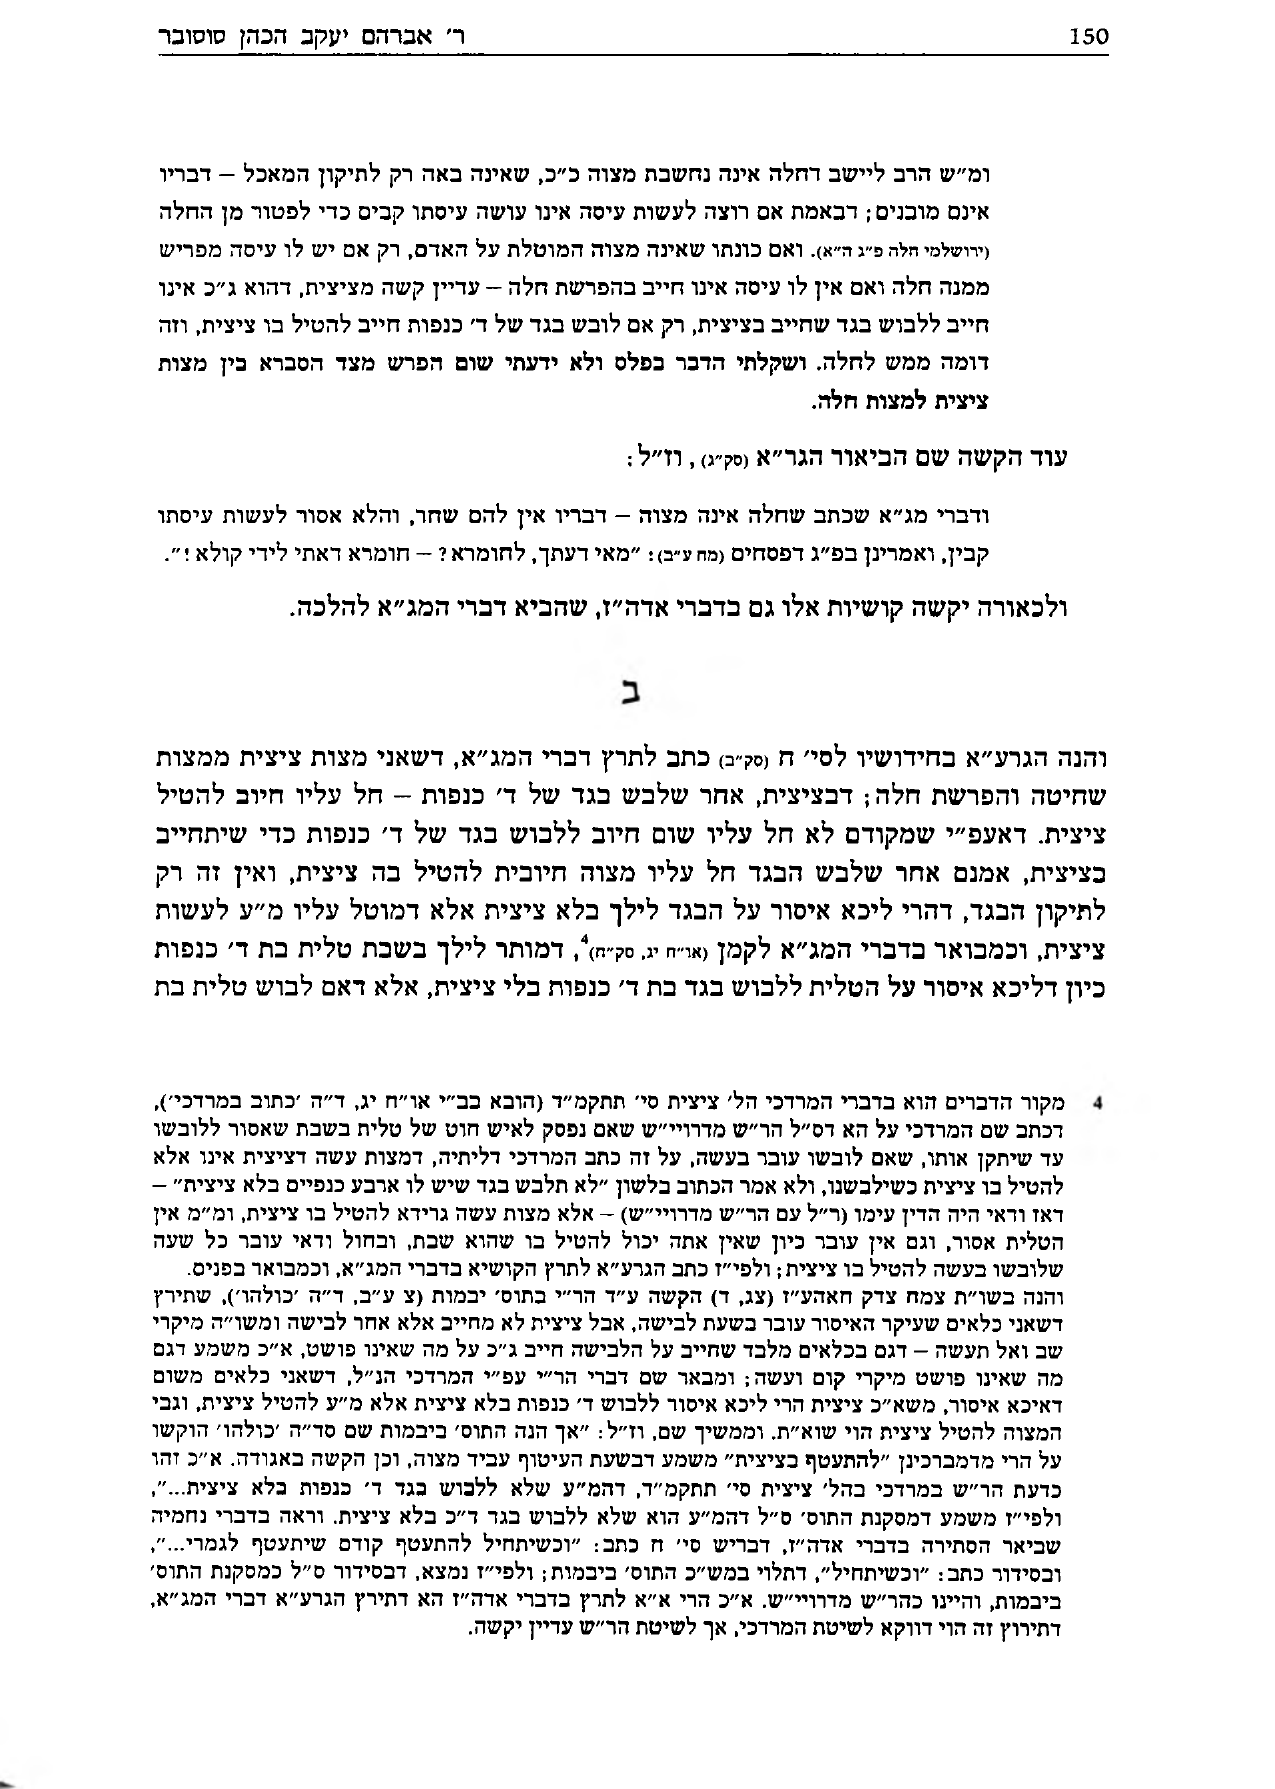 150
ר׳ אברהם יעקב הכהן סוסובר
ומ״ש הרב ליישב דחלה אינה נחשבת מצוה כ״כ, שאינה באה רק לתיקון המאכל – דבריו
אינם מובנים; דבאמת אם רוצה לעשות עיסה אינו עושה עיסתו קבים כדי לפטור מן החלה
(ירושלמי חלה פ״ג ה״א). ואם כונתו שאינה מצוה המוטלת על האדם, רק אם יש לו עיסה מפריש
ממנה חלה ואם אין לו עיסה אינו חייב בהפרשת חלה – עדיין קשה מציצית, דהוא ג״כ אינו
חייב ללבוש בגד שחייב בציצית, רק אם לובש בגד של ד׳ כנפות חייב להטיל בו ציצית, וזה
דומה ממש לחלה. ושקלתי הדבר בפלס ולא ידעתי שום הפרש מצד הסברא בין מצות
ציצית למצות חלה.
עוד הקשה שם הביאור הגר״א (סק״ג), וז״ל:
ודברי מג״א שכתב שחלה אינה מצוה – דבריו אין להם שחר, והלא אסור לעשות עיסתו
קבין, ואמרינן בפ״ג דפסחים (מח ע״ב): ״מאי דעתך, לחומרא? – חומרא דאתי לידי קולא!״.
ולכאורה יקשה קושיות אלו גם בדברי אדה״ז, שהביא דברי המג״א להלכה.
ב
והנה הגרע״א בחידושיו לסי׳ ח (סק״ב) כתב לתרץ דברי המג״א, דשאני מצות ציצית ממצות
שחיטה והפרשת חלה; דבציצית, אחר שלבש בגד של ד׳ כנפות – חל עליו חיוב להטיל
ציצית. דאעפ״י שמקודם לא חל עליו שום חיוב ללבוש בגד של ד׳ כנפות כדי שיתחייב
בציצית, אמנם אחר שלבש הבגד חל עליו מצוה חיובית להטיל בה ציצית, ואין זה רק
לתיקון הבגד, דהרי ליכא איסור על הבגד לילך בלא ציצית אלא דמוטל עליו מ״ע לעשות
ציצית, וכמבואר בדברי המג״א לקמן (או״ח יג, סק״ח)⁴, דמותר לילך בשבת טלית בת ד׳ כנפות
כיון דליכא איסור על הטלית ללבוש בגד בת ד׳ כנפות בלי ציצית, אלא דאם לבוש טלית בת
4 מקור הדברים הוא בדברי המרדכי הל׳ ציצית סי׳ תתקמ״ד (הובא בב״י או״ח יג, ד״ה ׳כתוב במרדכי׳),
דכתב שם המרדכי על הא דס״ל הר״ש מדרויי״ש שאם נפסק לאיש חוט של טלית בשבת שאסור ללובשו
עד שיתקן אותו, שאם לובשו עובר בעשה, על זה כתב המרדכי דליתיה, דמצות עשה דציצית אינו אלא
להטיל בו ציצית כשילבשנו, ולא אמר הכתוב בלשון ״לא תלבש בגד שיש לו ארבע כנפיים בלא ציצית״ –
דאז ודאי היה הדין עימו (ר״ל עם הר״ש מדרויי״ש) – אלא מצות עשה גרידא להטיל בו ציצית, ומ״מ אין
הטלית אסור, וגם אין עובר כיון שאין אתה יכול להטיל בו שהוא שבת, ובחול ודאי עובר כל שעה
שלובשו בעשה להטיל בו ציצית; ולפי״ז כתב הגרע״א לתרץ הקושיא בדברי המג״א, וכמבואר בפנים.
והנה בשו״ת צמח צדק חאהע״ז (צג, ד) הקשה ע״ד הר״י בתוס׳ יבמות (צ ע״ב, ד״ה ׳כולהו׳), שתירץ
דשאני כלאים שעיקר האיסור עובר בשעת לבישה, אבל ציצית לא מחייב אלא אחר לבישה ומשו״ה מיקרי
שב ואל תעשה – דגם בכלאים מלבד שחייב על הלבישה חייב ג״כ על מה שאינו פושט, א״כ משמע דגם
מה שאינו פושט מיקרי קום ועשה; ומבאר שם דברי הר״י עפ״י המרדכי הנ״ל, דשאני כלאים משום
דאיכא איסור, משא״כ ציצית הרי ליכא איסור ללבוש ד׳ כנפות בלא ציצית אלא מ״ע להטיל ציצית, וגבי
המצוה להטיל ציצית הוי שוא״ת. וממשיך שם, וז״ל: ״אך הנה התוס׳ ביבמות שם סד״ה ׳כולהו׳ הוקשו
על הרי מדמברכינן ״להתעטף בציצית״ משמע דבשעת העיטוף עביד מצוה, וכן הקשה באגודה. א״כ זהו
כדעת הר״ש במרדכי בהל׳ ציצית סי׳ תתקמ״ד, דהמ״ע שלא ללבוש בגד ד׳ כנפות בלא ציצית...״,
ולפי״ז משמע דמסקנת התוס׳ ס״ל דהמ״ע הוא שלא ללבוש בגד ד״כ בלא ציצית. וראה בדברי נחמיה
שביאר הסתירה בדברי אדה״ז, דבריש סי׳ ח כתב: ״וכשיתחיל להתעטף קודם שיתעטף לגמרי...״,
ובסידור כתב: ״וכשיתחיל״, דתלוי במש״כ התוס׳ ביבמות; ולפי״ז נמצא, דבסידור ס״ל כמסקנת התוס׳
ביבמות, והיינו כהר״ש מדרויי״ש. א״כ הרי א״א לתרץ בדברי אדה״ז הא דתירץ הגרע״א דברי המג״א,
דתירוץ זה הוי דווקא לשיטת המרדכי, אך לשיטת הר״ש עדיין יקשה.